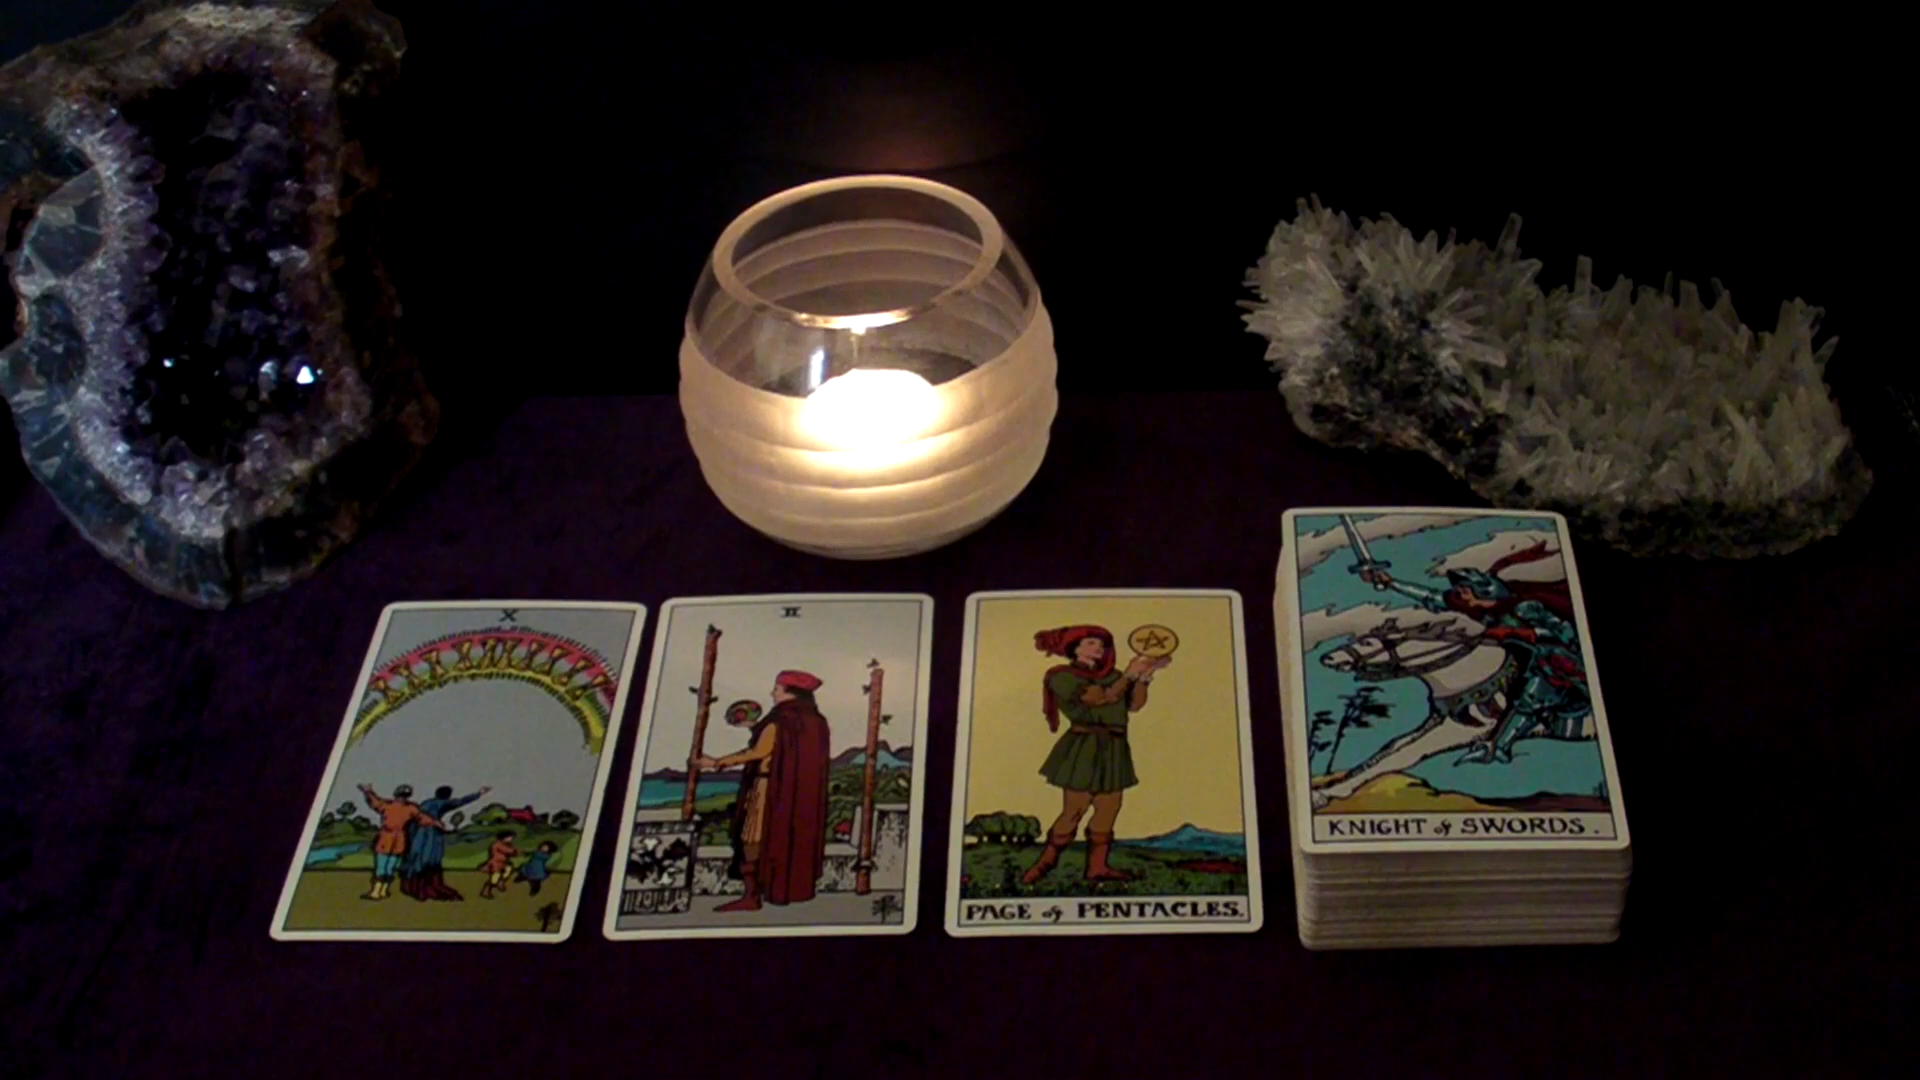 X
II
PAGE of PENTACLES.
KNIGHT of SWORDS.